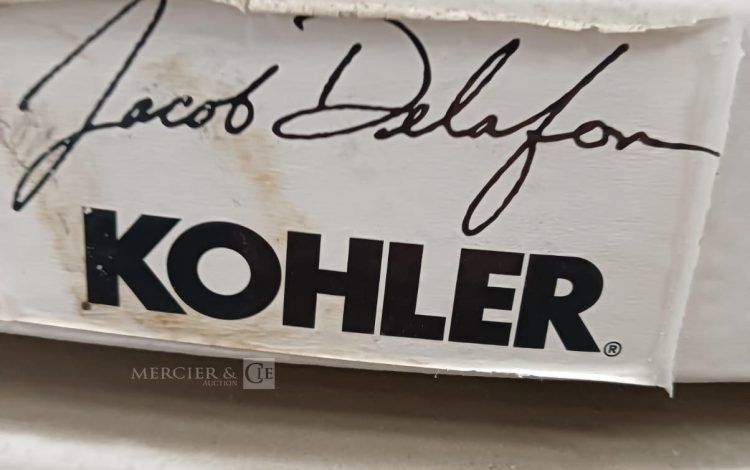 Jacob Delafon
KOHLER®
MERCIER & CIE
AUCTION